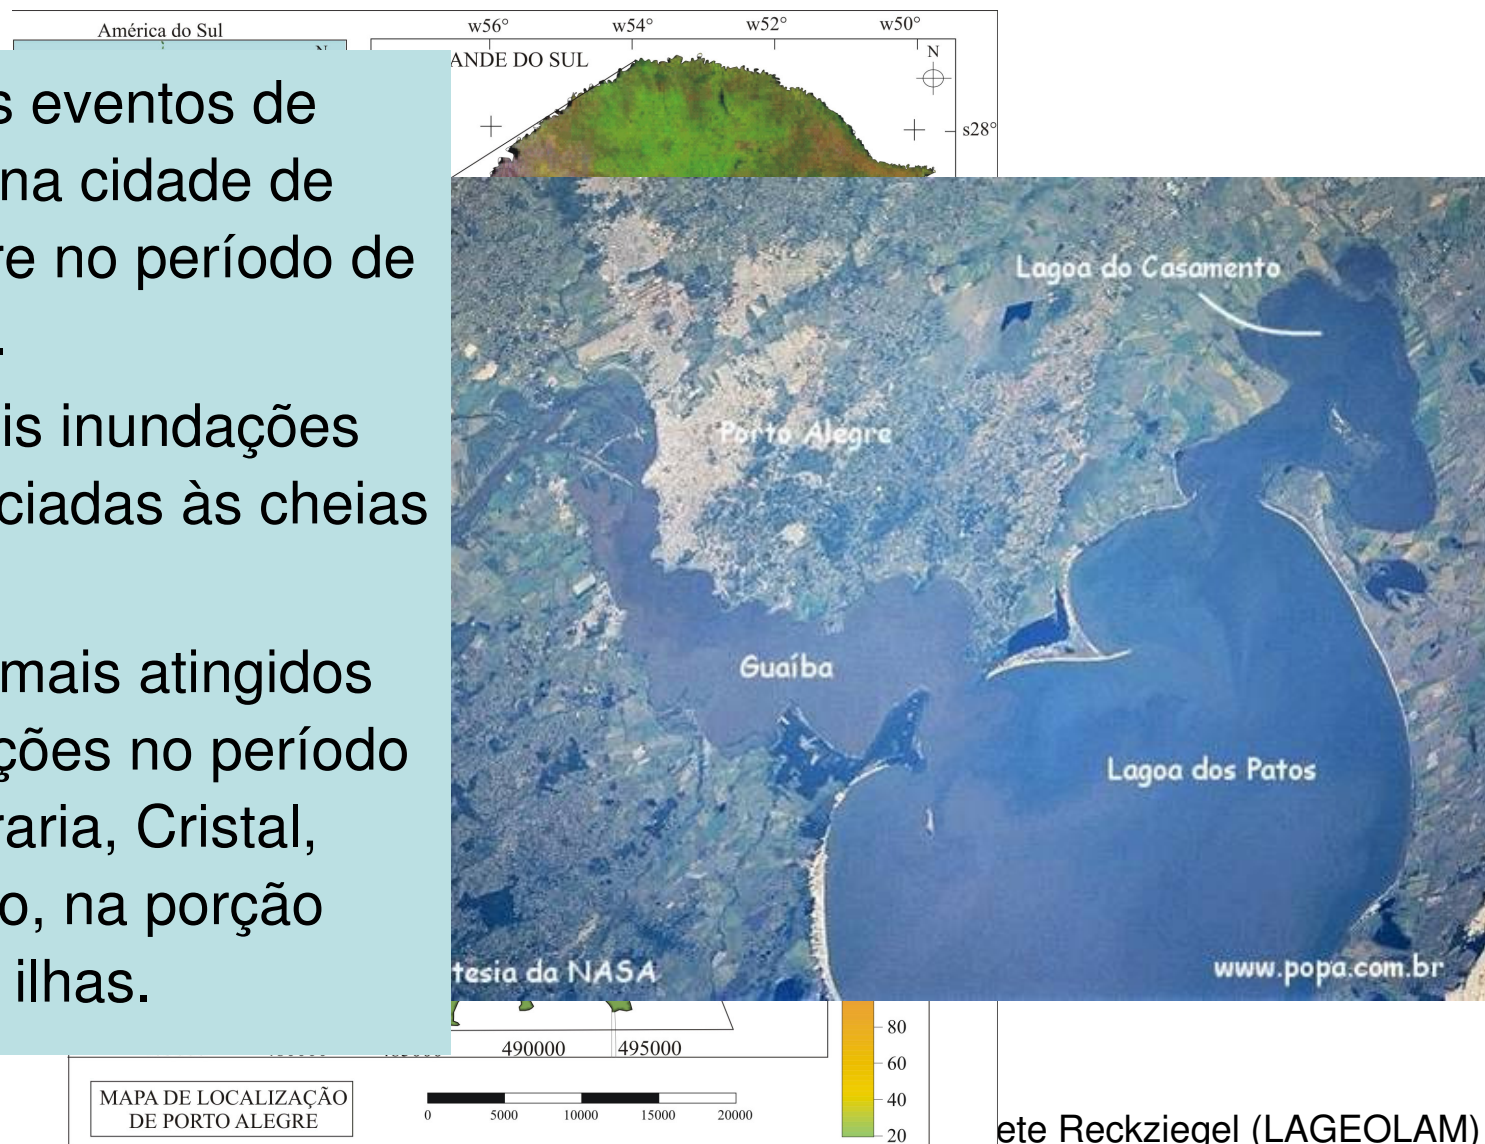 América do Sul
w56° w54° w52° w50°
N
ANDE DO SUL
s28°
s eventos de
na cidade de
re no período de
.
is inundações
ciadas às cheias
mais atingidos
ções no período
raria, Cristal,
o, na porção
ilhas.
Lagoa do Casamento
Porto Alegre
Guaíba
Lagoa dos Patos
tesia da NASA
www.popa.com.br
490000 495000
80
60
40
20
MAPA DE LOCALIZAÇÃO
DE PORTO ALEGRE
0 5000 10000 15000 20000
ete Reckziegel (LAGEOLAM)